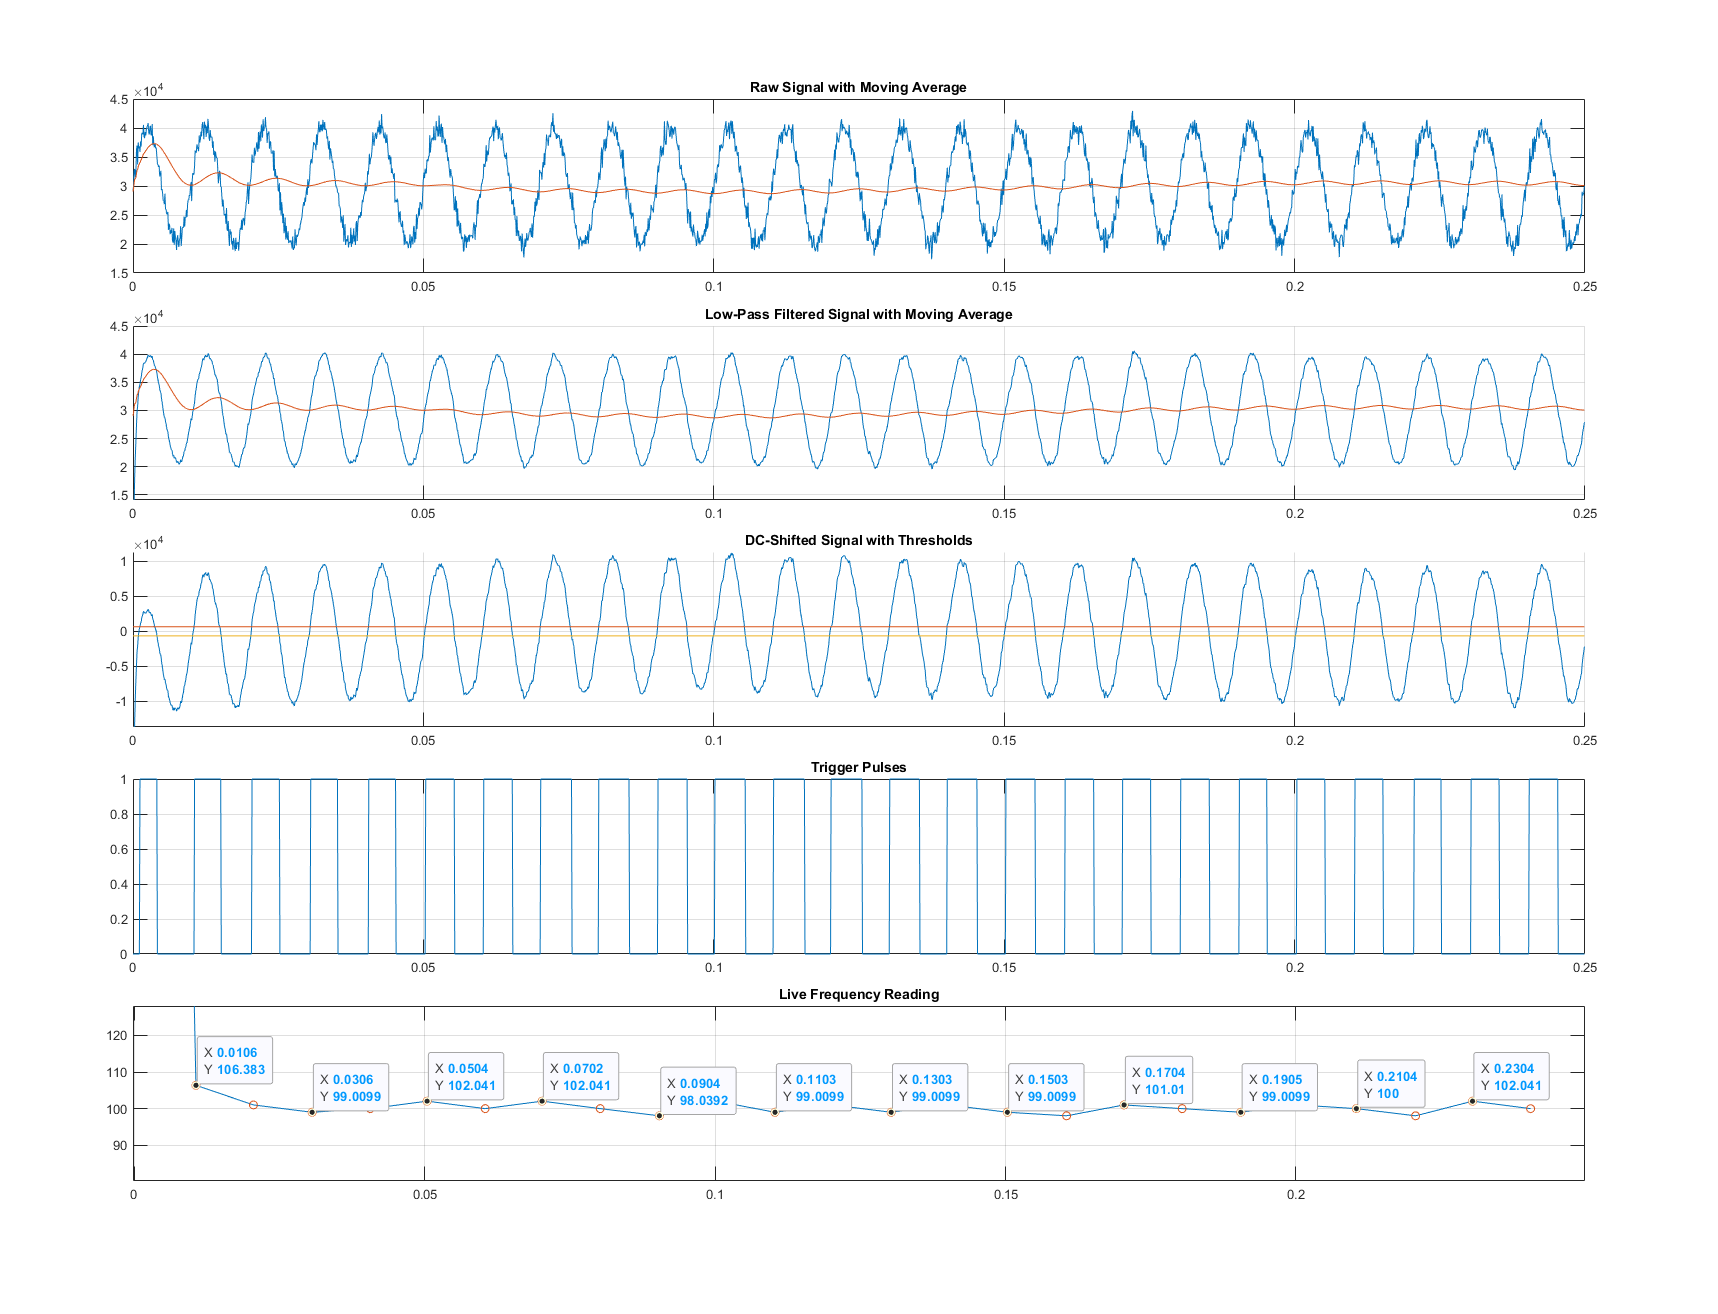 Raw Signal with Moving Average
×10⁴
4.5
4
3.5
3
2.5
2
1.5
0 0.05 0.1 0.15 0.2 0.25
Low-Pass Filtered Signal with Moving Average
×10⁴
4.5
4
3.5
3
2.5
2
1.5
0 0.05 0.1 0.15 0.2 0.25
DC-Shifted Signal with Thresholds
×10⁴
1
0.5
0
-0.5
-1
0 0.05 0.1 0.15 0.2 0.25
Trigger Pulses
1
0.8
0.6
0.4
0.2
0
0 0.05 0.1 0.15 0.2 0.25
Live Frequency Reading
120
110
100
90
X 0.0106
Y 106.383
X 0.0306
Y 99.0099
X 0.0504
Y 102.041
X 0.0702
Y 102.041
X 0.0904
Y 98.0392
X 0.1103
Y 99.0099
X 0.1303
Y 99.0099
X 0.1503
Y 99.0099
X 0.1704
Y 101.01
X 0.1905
Y 99.0099
X 0.2104
Y 100
X 0.2304
Y 102.041
0 0.05 0.1 0.15 0.2